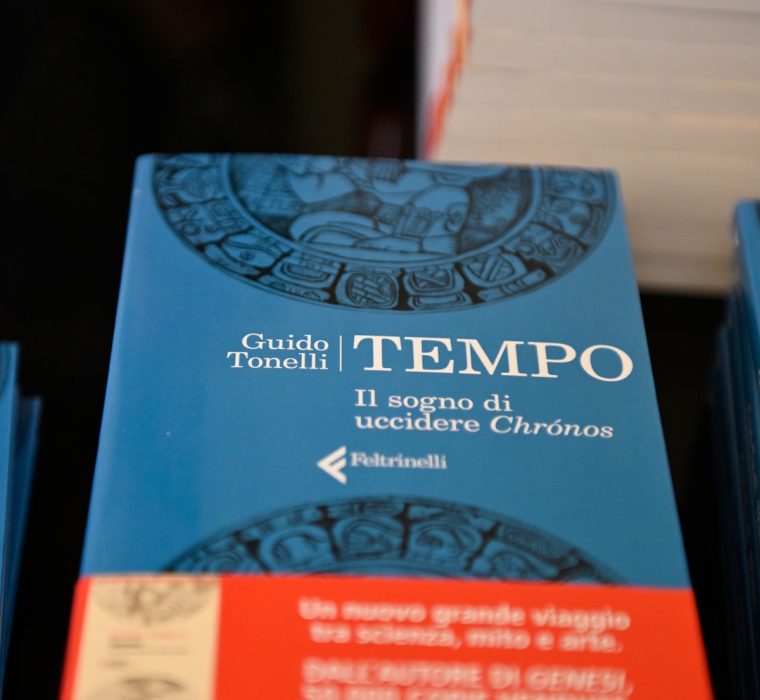 Guido
Tonelli
TEMPO
Il sogno di
uccidere Chrónos
Feltrinelli
Un nuovo grande viaggio
tra scienza, mito e arte.
DALL'AUTORE DI GENESI,